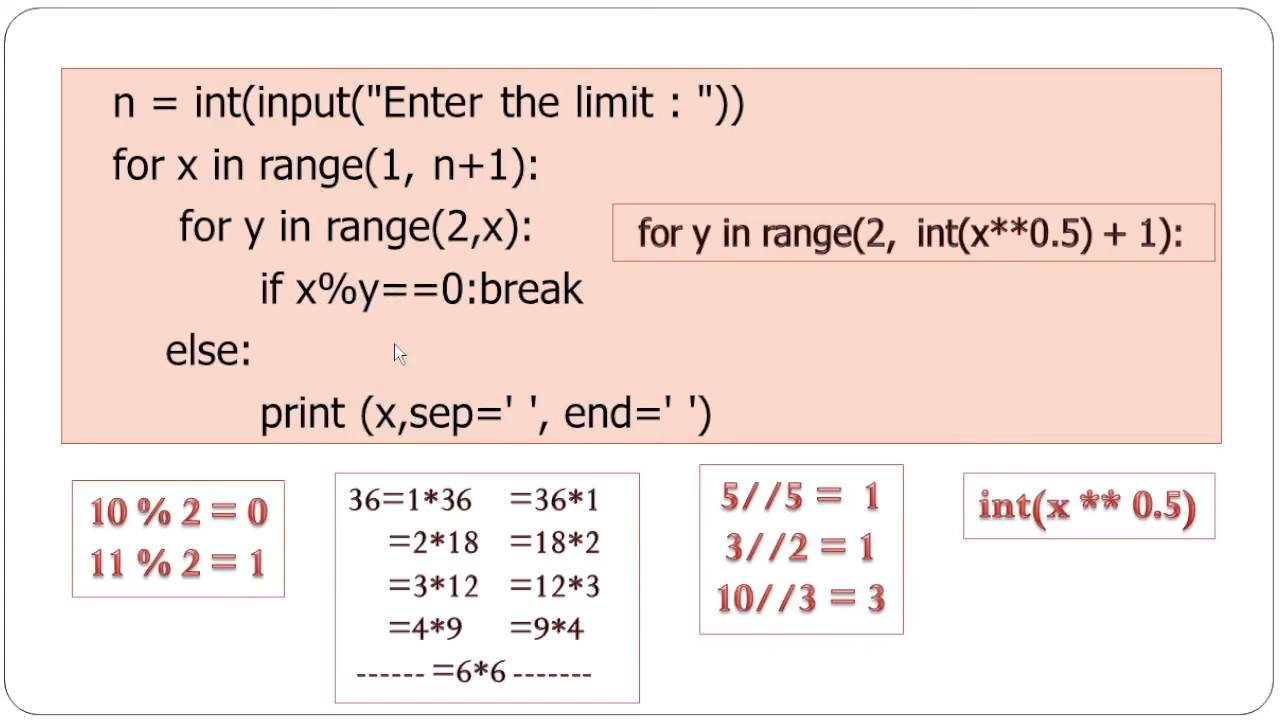 n = int(input("Enter the limit : "))
for x in range(1, n+1):
for y in range(2,x):
for y in range(2, int(x**0.5) + 1):
if x%y==0:break
else:
print (x,sep=' ', end=' ')
10 % 2 = 0
11 % 2 = 1
36=1*36 =36*1
=2*18 =18*2
=3*12 =12*3
=4*9 =9*4
------ =6*6 -------
5//5 = 1
3//2 = 1
10//3 = 3
int(x ** 0.5)